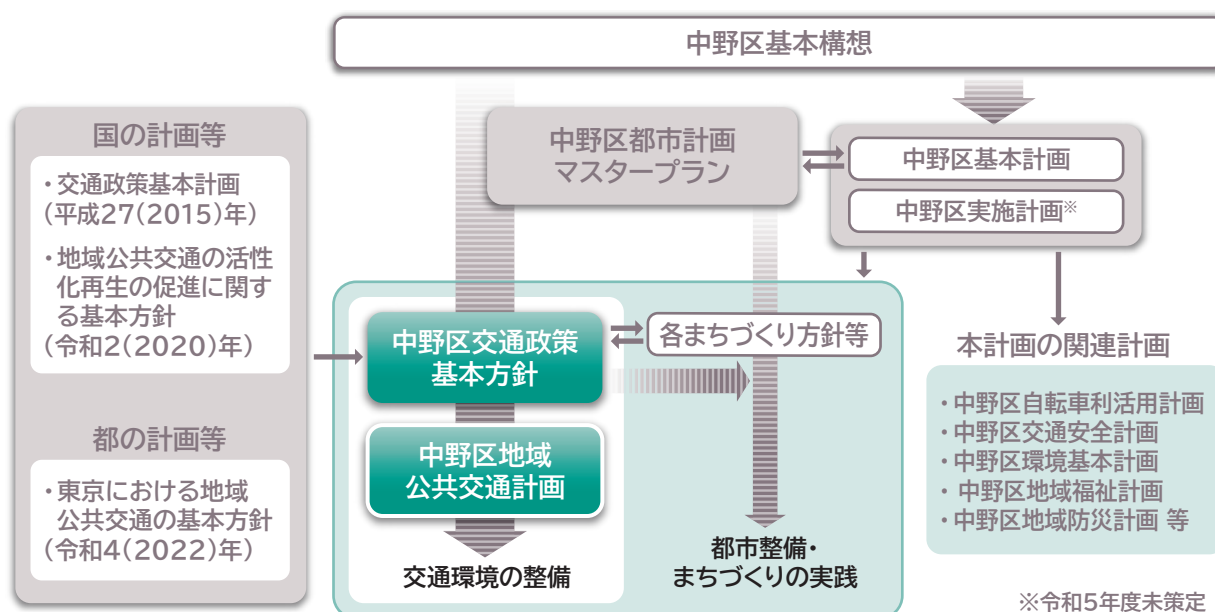 中野区基本構想
国の計画等
・交通政策基本計画
（平成27（2015）年）
・地域公共交通の活性
化再生の促進に関す
る基本方針
（令和2（2020）年）
都の計画等
・東京における地域
公共交通の基本方針
（令和4（2022）年）
中野区都市計画
マスタープラン
中野区基本計画
中野区実施計画※
中野区交通政策
基本方針
各まちづくり方針等
中野区地域
公共交通計画
交通環境の整備
都市整備・
まちづくりの実践
本計画の関連計画
・中野区自転車利活用計画
・中野区交通安全計画
・中野区環境基本計画
・中野区地域福祉計画
・中野区地域防災計画 等
※令和5年度未策定